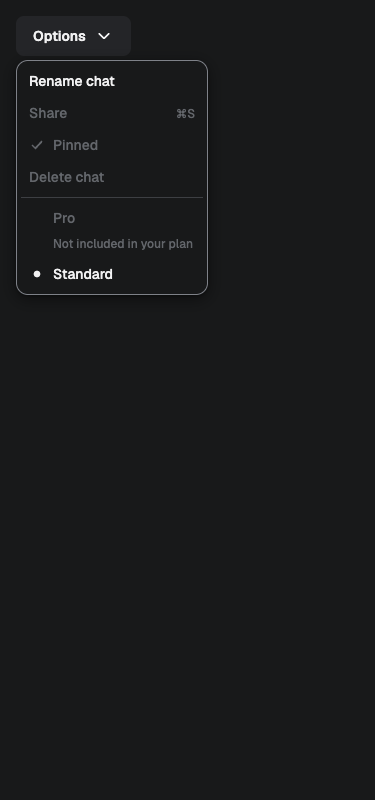 Options
Rename chat
Share ⌘S
Pinned
Delete chat
Pro
Not included in your plan
Standard